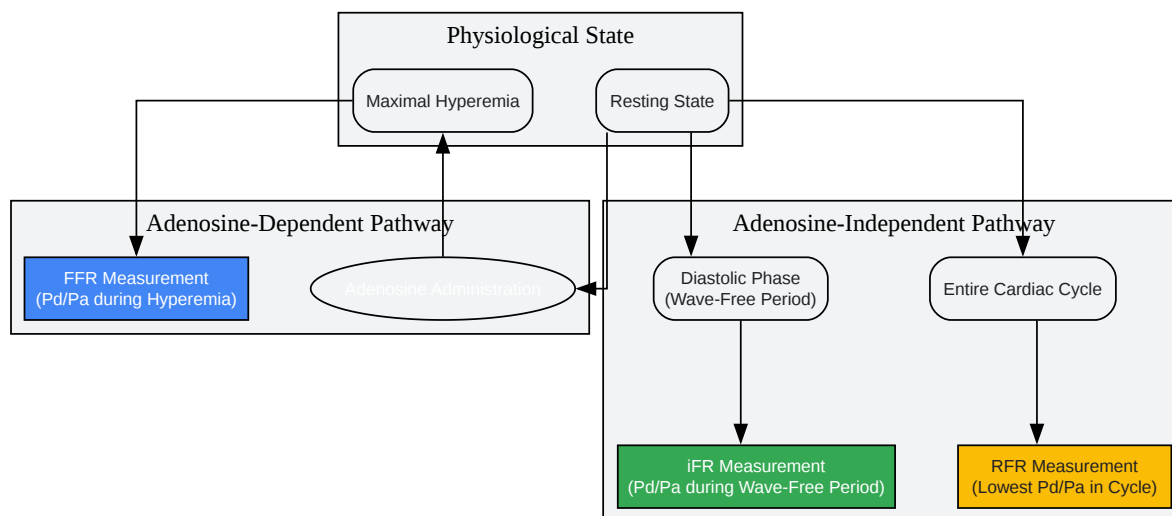 Physiological State
Maximal Hyperemia
Resting State
Adenosine-Dependent Pathway
FFR Measurement
(Pd/Pa during Hyperemia)
Adenosine Administration
Adenosine-Independent Pathway
Diastolic Phase
(Wave-Free Period)
Entire Cardiac Cycle
iFR Measurement
(Pd/Pa during Wave-Free Period)
RFR Measurement
(Lowest Pd/Pa in Cycle)